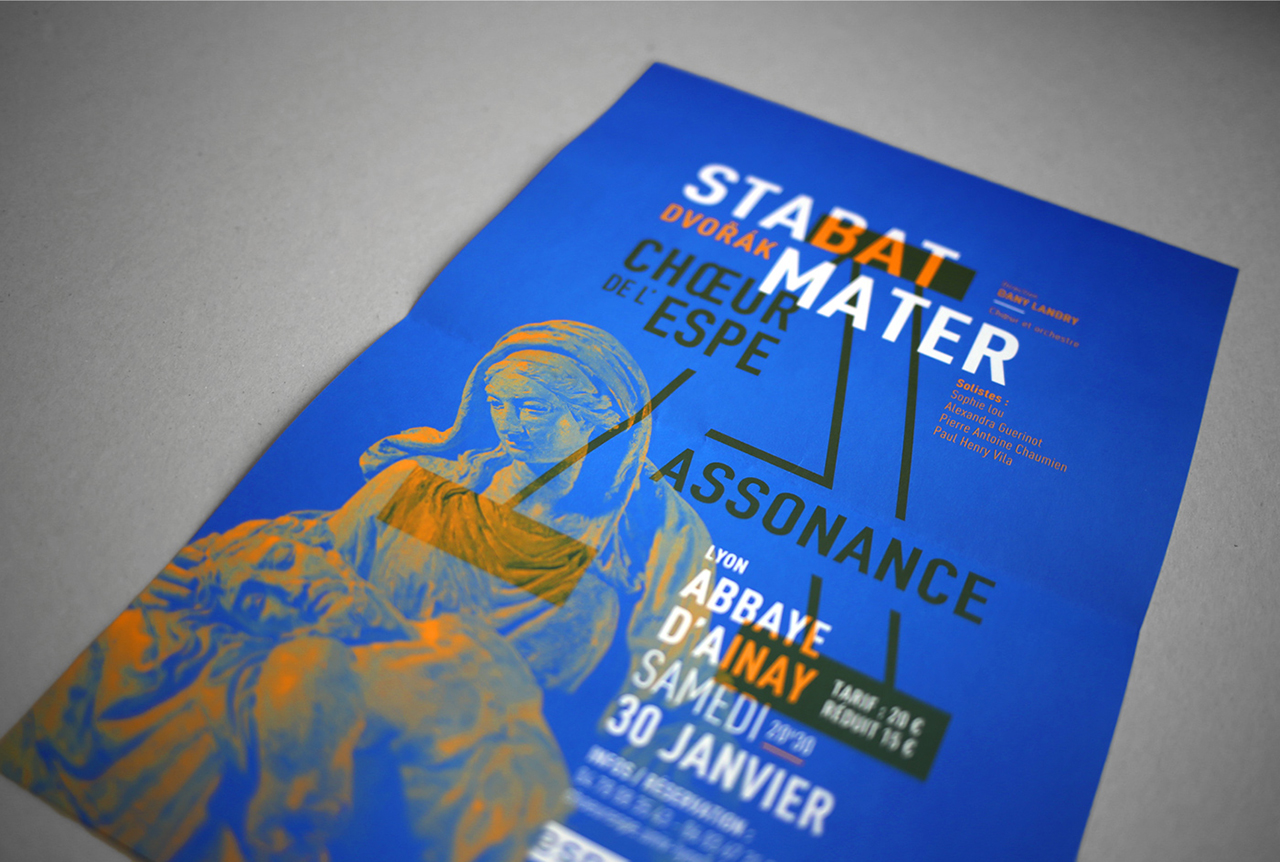 STABAT
DVOŘÁK
MATER
CHŒUR
DE L'ESPE
Direction
DANY LANDRY
Chœur et orchestre
Solistes :
Sophie Iou
Alexandra Guerinot
Pierre Antoine Chaumien
Paul Henry Vila
ASSONANCE
LYON
ABBAYE
D'AINAY
SAMEDI 20H30
30 JANVIER
TARIF : 20 €
RÉDUIT 15 €
INFOS / RÉSERVATION :